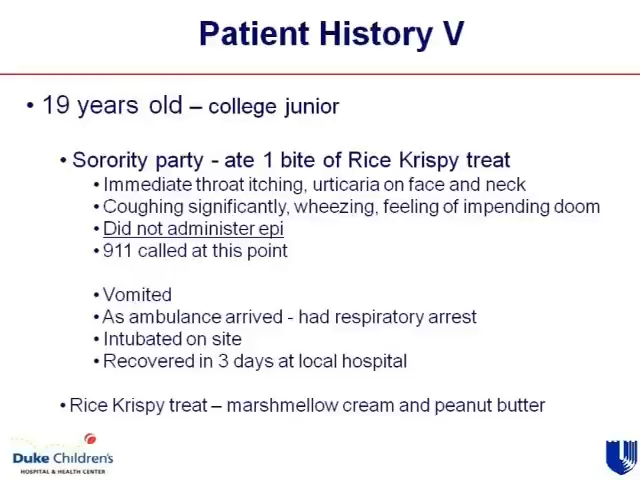 Patient History V
• 19 years old – college junior
• Sorority party - ate 1 bite of Rice Krispy treat
• Immediate throat itching, urticaria on face and neck
• Coughing significantly, wheezing, feeling of impending doom
• Did not administer epi
• 911 called at this point
• Vomited
• As ambulance arrived - had respiratory arrest
• Intubated on site
• Recovered in 3 days at local hospital
• Rice Krispy treat – marshmellow cream and peanut butter
Duke Children's
HOSPITAL & HEALTH CENTER